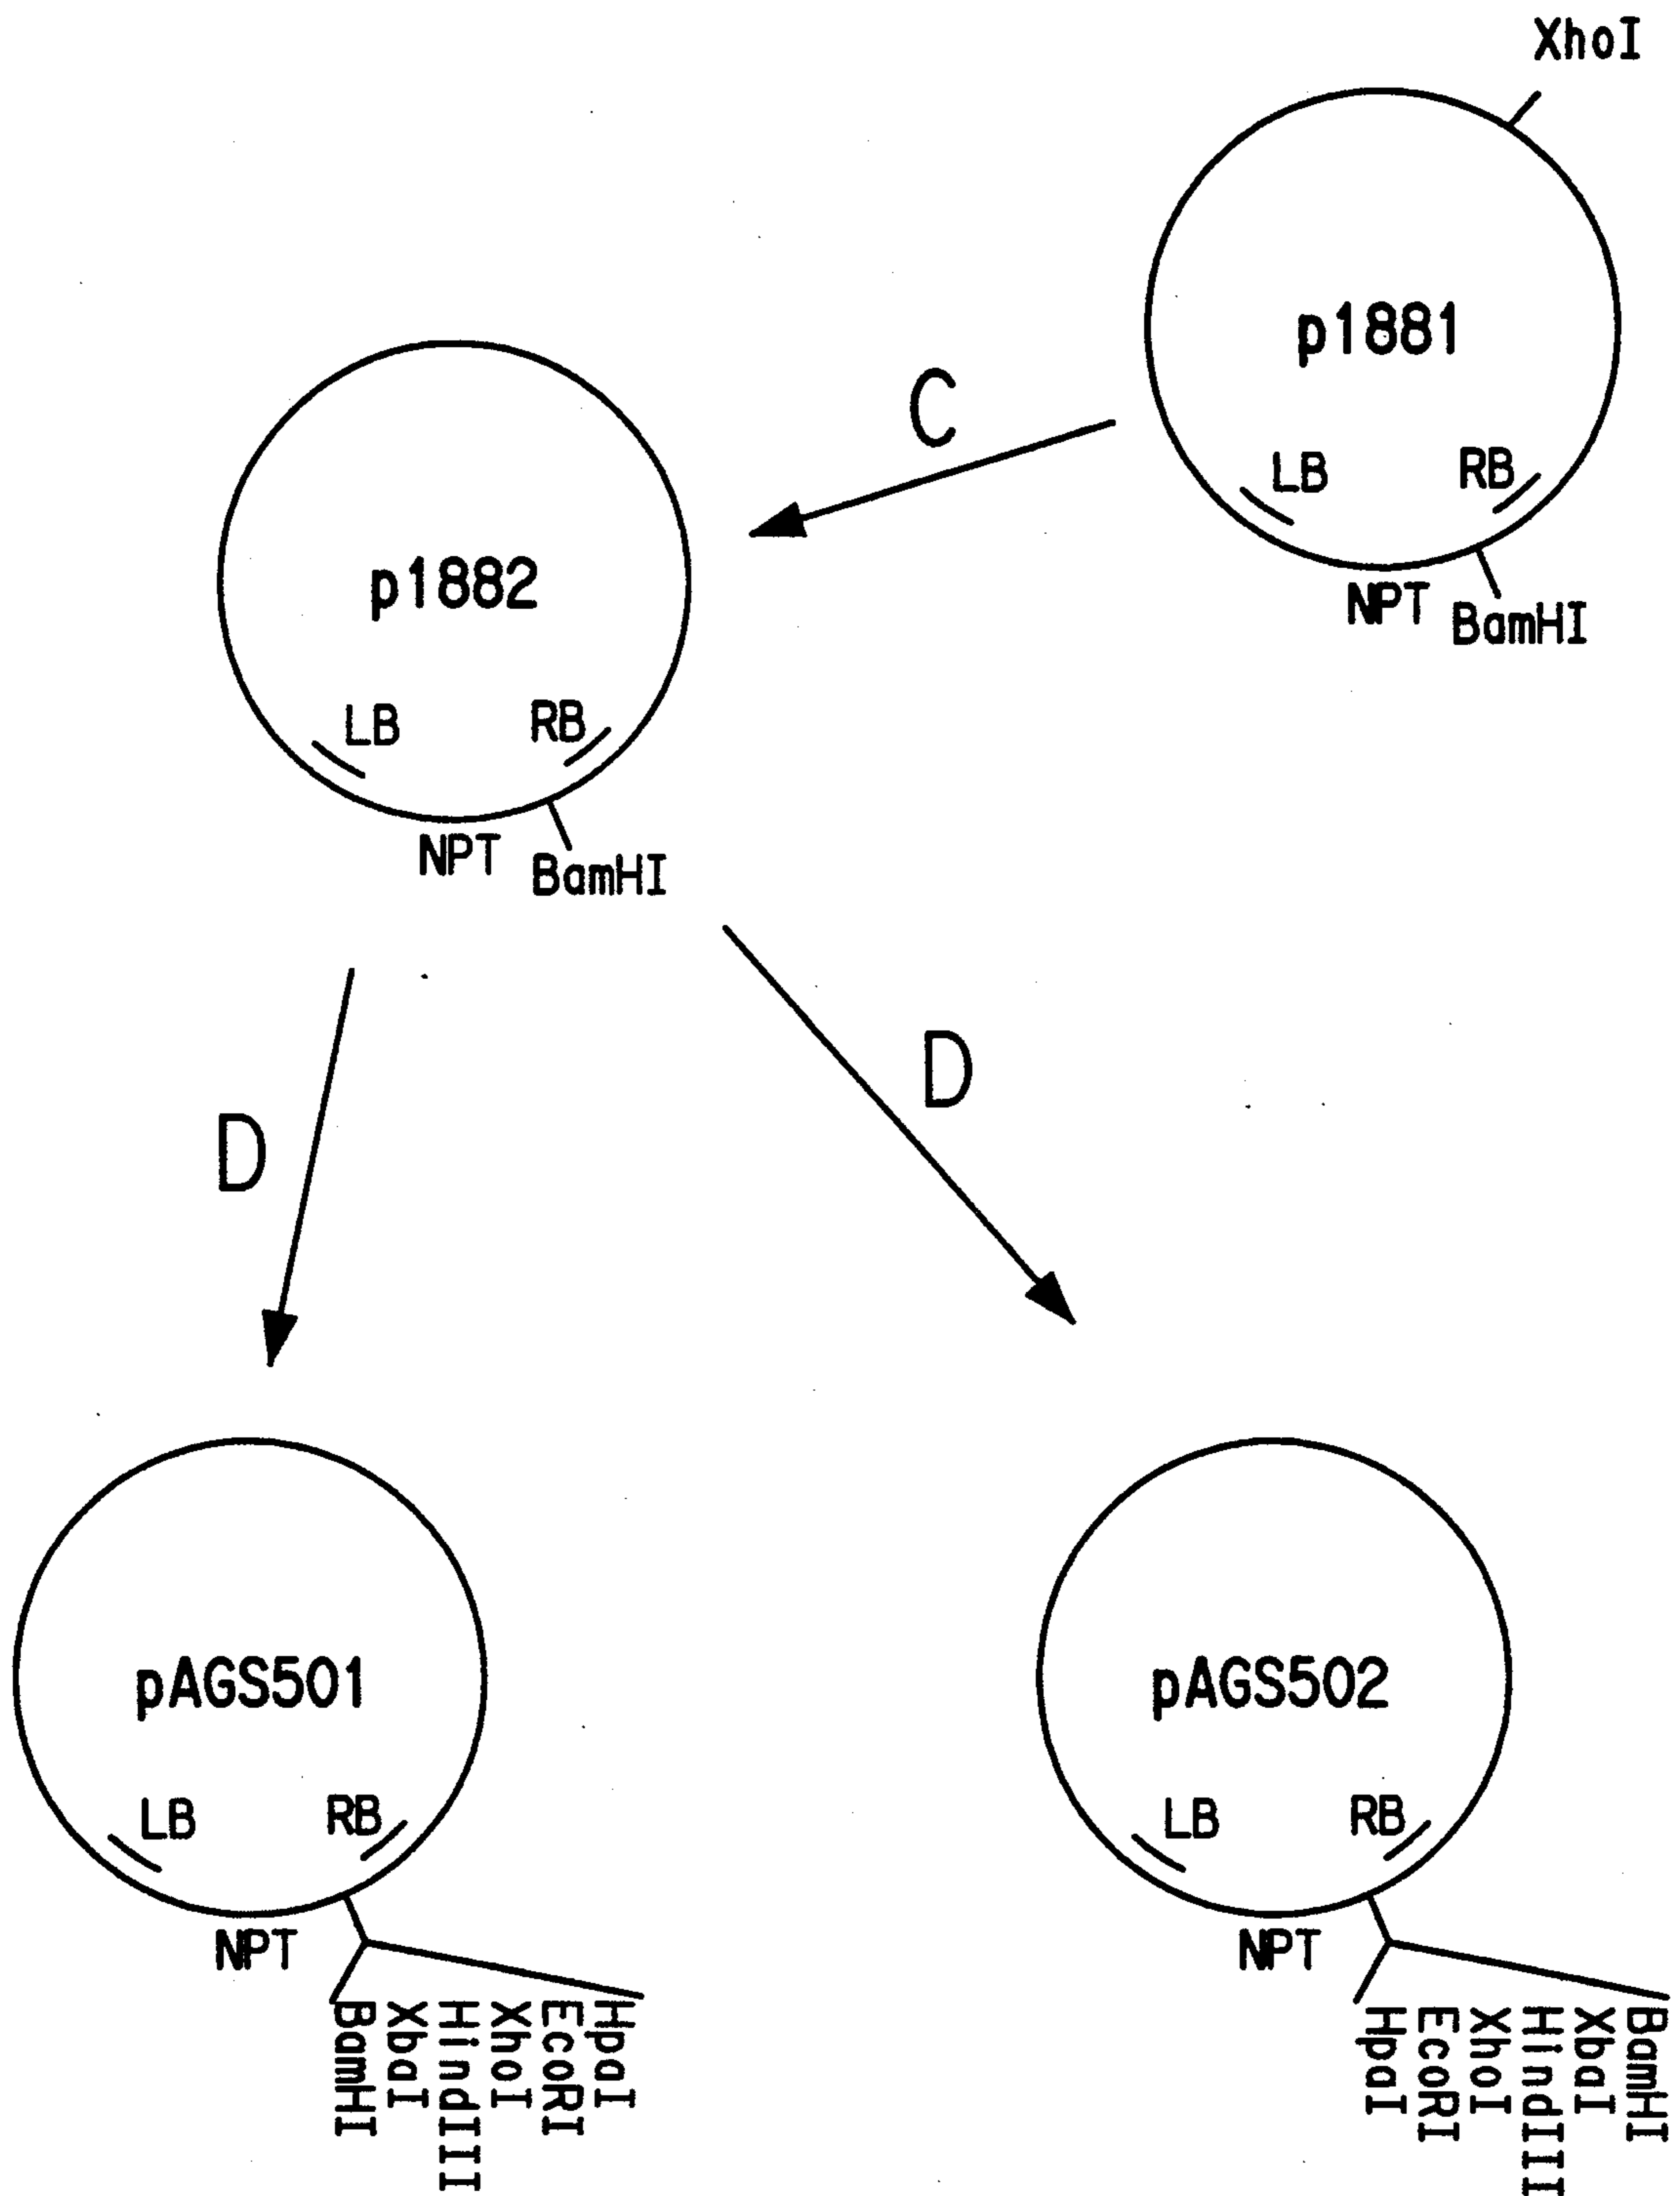 XhoI
p1881
C
LB
RB
p1882
NPT
BamHI
LB
RB
NPT
BamHI
D
D
pAGS501
pAGS502
LB
RB
LB
RB
NPT
NPT
BamHI
XbaI
HindIII
XhoI
EcoRI
HpaI
HpaI
EcoRI
XhoI
HindIII
XbaI
BamHI